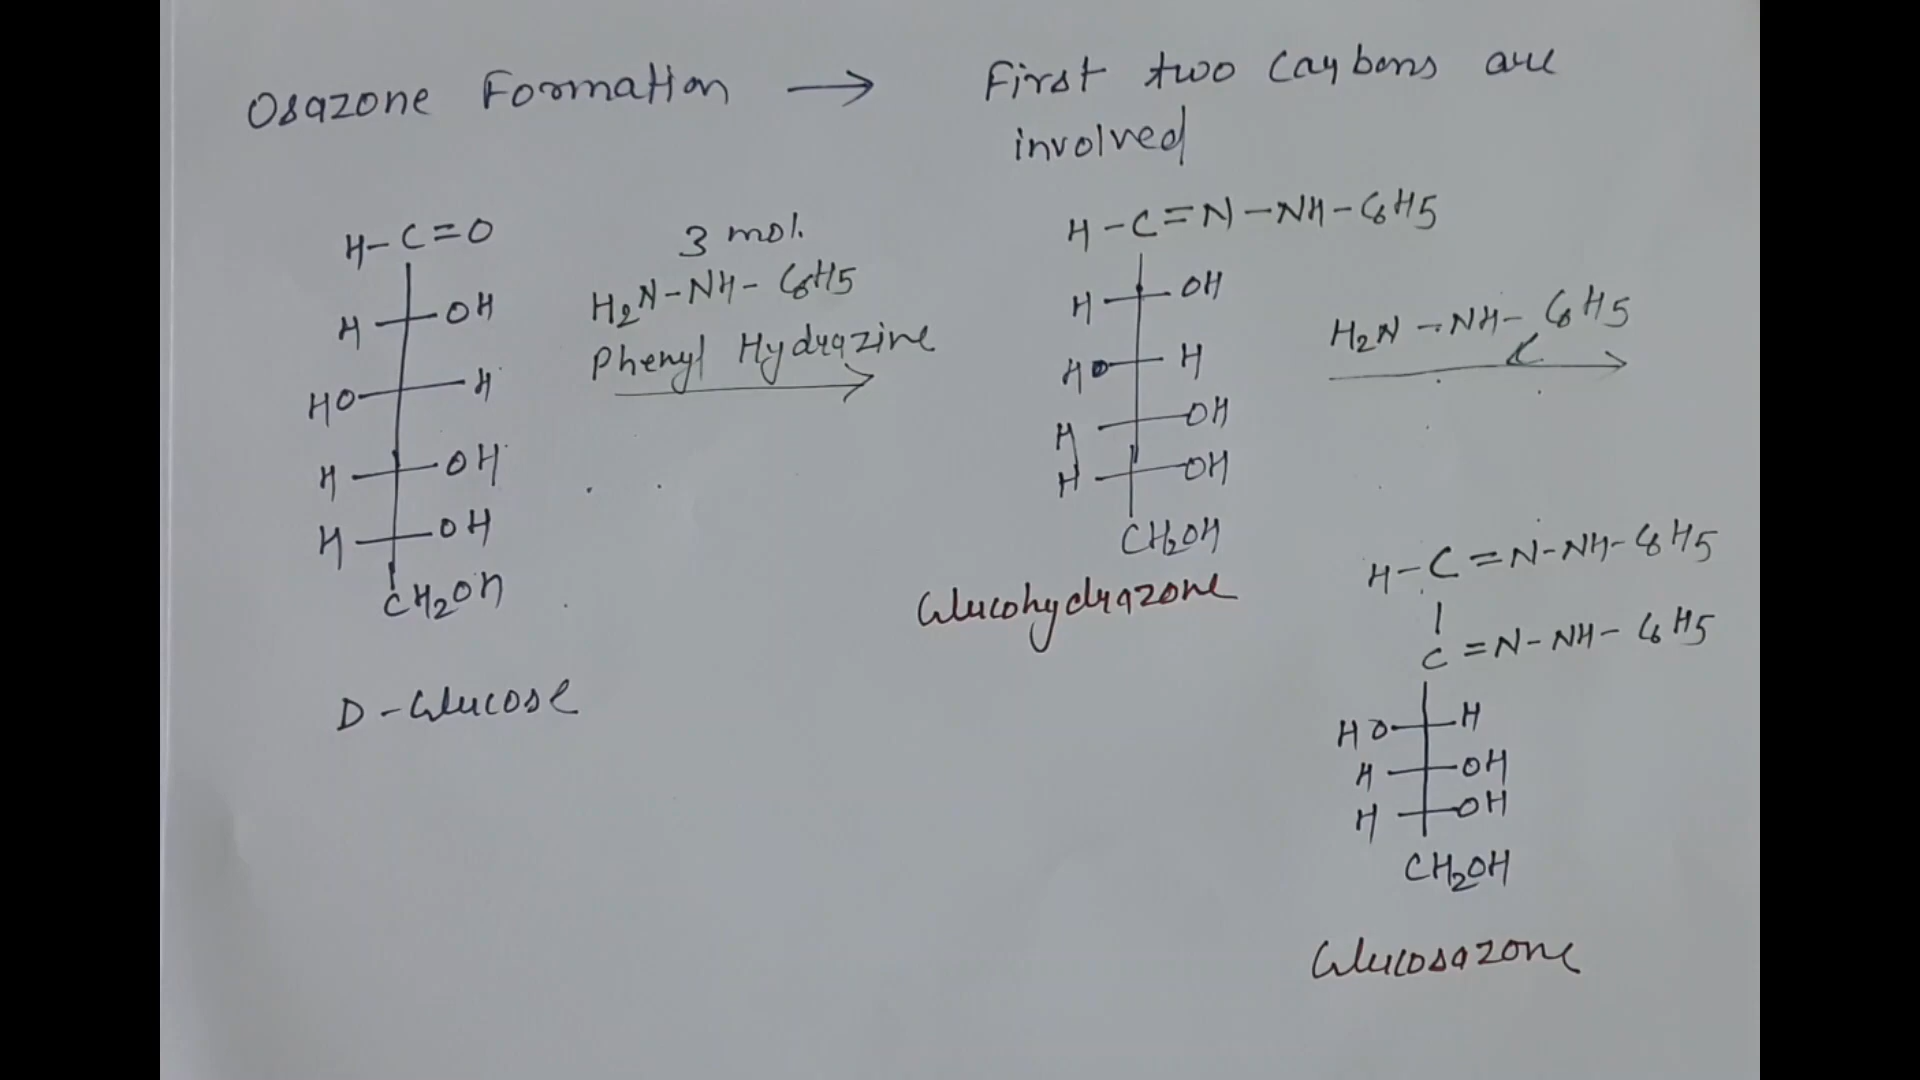 Osazone Formation → First two Carbons are
involved
H-C=O
H OH
HO H
H OH
H OH
CH2OH
D-Glucose
3 mol.
H2N-NH-C6H5
Phenyl Hydrazine
H-C=N-NH-C6H5
H OH
HO H
H OH
H OH
CH2OH
Glucohydrazone
H2N-NH-C6H5
H-C=N-NH-C6H5
C=N-NH-C6H5
HO H
H OH
H OH
CH2OH
Glucosazone